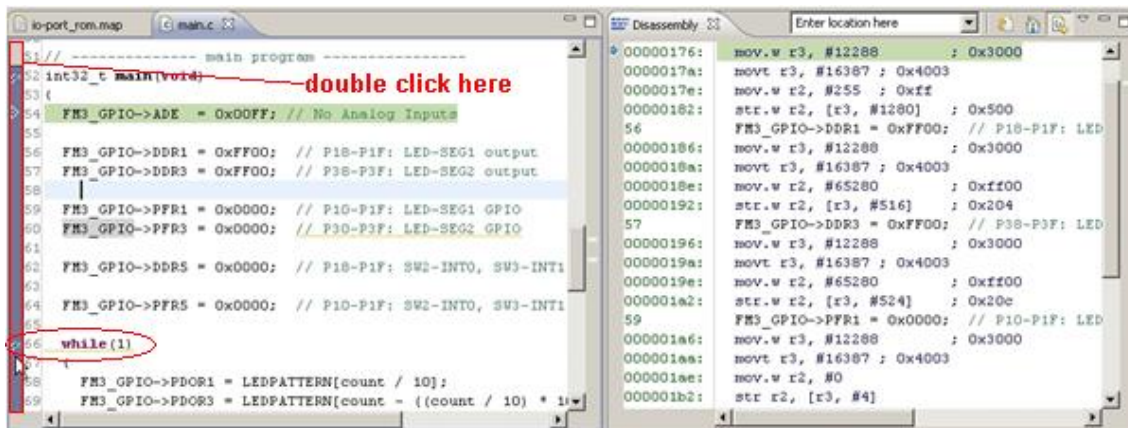 io-port_rom.map main.c
51 // -------------- main program ----------------
52 int32_t main(void)
double click here
53 {
54 FM3_GPIO->ADE = 0x00FF; // No Analog Inputs
55
56 FM3_GPIO->DDR1 = 0xFF00; // P18-P1F: LED-SEG1 output
57 FM3_GPIO->DDR3 = 0xFF00; // P38-P3F: LED-SEG2 output
58
59 FM3_GPIO->PFR1 = 0x0000; // P10-P1F: LED-SEG1 GPIO
60 FM3_GPIO->PFR3 = 0x0000; // P30-P3F: LED-SEG2 GPIO
61
62 FM3_GPIO->DDR5 = 0x0000; // P18-P1F: SW2-INT0, SW3-INT1
63
64 FM3_GPIO->PFR5 = 0x0000; // P10-P1F: SW2-INT0, SW3-INT1
65
66 while(1)
67 {
68 FM3_GPIO->PDOR1 = LEDPATTERN[count / 10];
69 FM3_GPIO->PDOR3 = LEDPATTERN[count - ((count / 10) * 1
Disassembly Enter location here
00000176: mov.w r3, #12288 ; 0x3000
0000017a: movt r3, #16387 ; 0x4003
0000017e: mov.w r2, #255 ; 0xff
00000182: str.w r2, [r3, #1280] ; 0x500
56 FM3_GPIO->DDR1 = 0xFF00; // P18-P1F: LED
00000186: mov.w r3, #12288 ; 0x3000
0000018a: movt r3, #16387 ; 0x4003
0000018e: mov.w r2, #65280 ; 0xff00
00000192: str.w r2, [r3, #516] ; 0x204
57 FM3_GPIO->DDR3 = 0xFF00; // P38-P3F: LED
00000196: mov.w r3, #12288 ; 0x3000
0000019a: movt r3, #16387 ; 0x4003
0000019e: mov.w r2, #65280 ; 0xff00
000001a2: str.w r2, [r3, #524] ; 0x20c
59 FM3_GPIO->PFR1 = 0x0000; // P10-P1F: LED
000001a6: mov.w r3, #12288 ; 0x3000
000001aa: movt r3, #16387 ; 0x4003
000001ae: mov.w r2, #0
000001b2: str r2, [r3, #4]